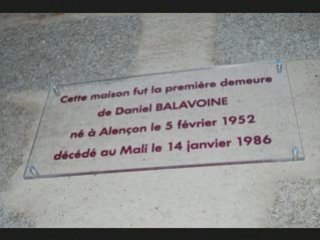 Cette maison fut la première demeure
de Daniel BALAVOINE
né à Alençon le 5 février 1952
décédé au Mali le 14 janvier 1986